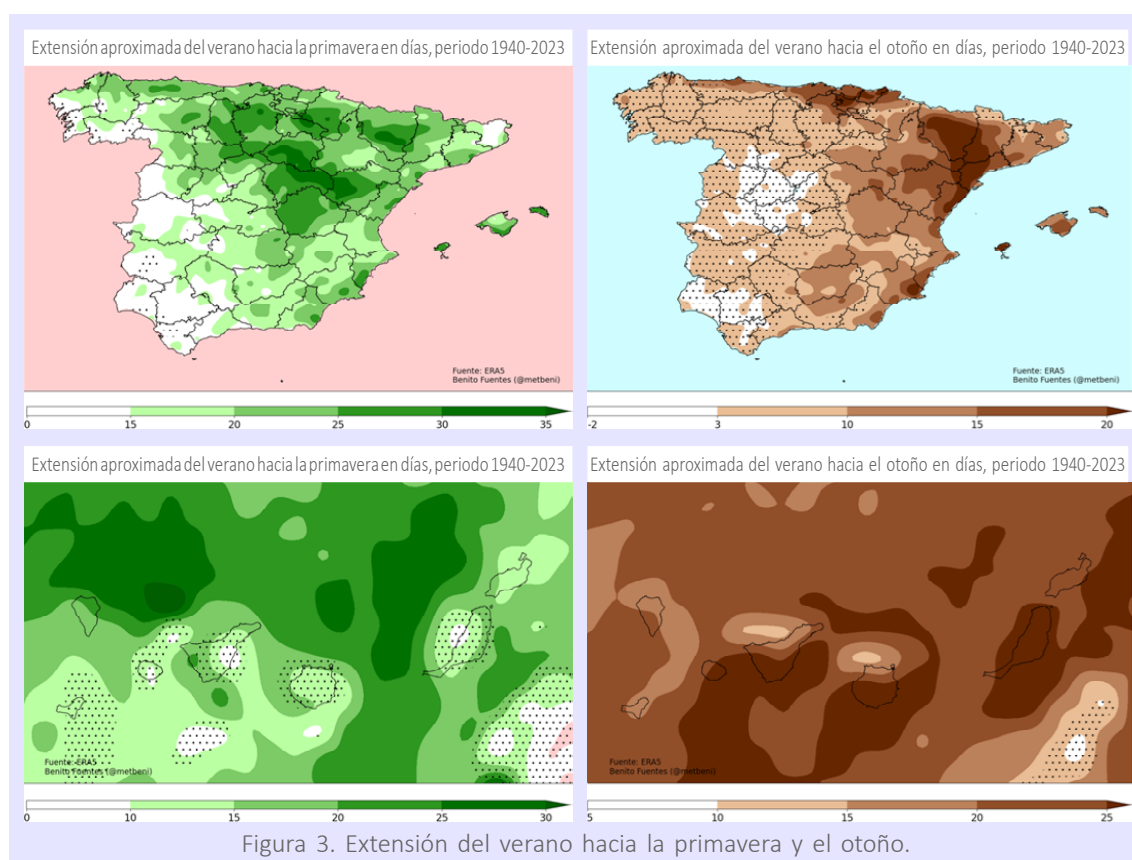 Extensión aproximada del verano hacia la primavera en días, periodo 1940-2023
Extensión aproximada del verano hacia el otoño en días, periodo 1940-2023
Fuente: ERA5
Benito Fuentes (@metbeni)
Fuente: ERA5
Benito Fuentes (@metbeni)
0 15 20 25 30 35
-2 3 10 15 20
Extensión aproximada del verano hacia la primavera en días, periodo 1940-2023
Extensión aproximada del verano hacia el otoño en días, periodo 1940-2023
Fuente: ERA5
Benito Fuentes (@metbeni)
Fuente: ERA5
Benito Fuentes (@metbeni)
0 10 15 20 25 30
5 10 15 20 25
Figura 3. Extensión del verano hacia la primavera y el otoño.